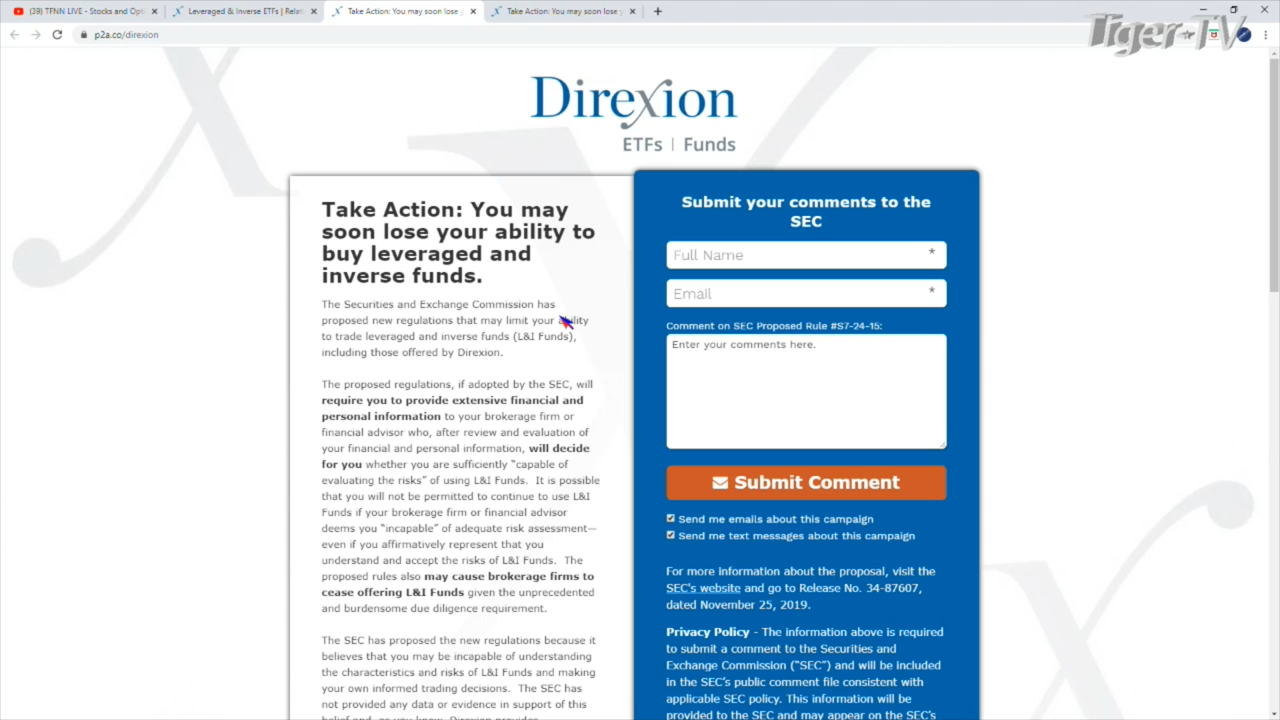 (39) TFNN LIVE - Stocks and Opti
Leveraged & Inverse ETFs | Relati
Take Action: You may soon lose y
Take Action: You may soon lose y
Tiger-TV
p2a.co/direxion
Direxion
ETFs | Funds
Take Action: You may
soon lose your ability to
buy leveraged and
inverse funds.
The Securities and Exchange Commission has
proposed new regulations that may limit your ability
to trade leveraged and inverse funds (L&I Funds),
including those offered by Direxion.
The proposed regulations, if adopted by the SEC, will
require you to provide extensive financial and
personal information to your brokerage firm or
financial advisor who, after review and evaluation of
your financial and personal information, will decide
for you whether you are sufficiently “capable of
evaluating the risks” of using L&I Funds.  It is possible
that you will not be permitted to continue to use L&I
Funds if your brokerage firm or financial advisor
deems you “incapable” of adequate risk assessment—
even if you affirmatively represent that you
understand and accept the risks of L&I Funds.  The
proposed rules also may cause brokerage firms to
cease offering L&I Funds given the unprecedented
and burdensome due diligence requirement.
The SEC has proposed the new regulations because it
believes that you may be incapable of understanding
the characteristics and risks of L&I Funds and making
your own informed trading decisions.  The SEC has
not provided any data or evidence in support of this
belief and, as you know, Direxion provides
Submit your comments to the
SEC
Full Name *
Email *
Comment on SEC Proposed Rule #S7-24-15:
Enter your comments here.
Submit Comment
Send me emails about this campaign
Send me text messages about this campaign
For more information about the proposal, visit the
SEC's website and go to Release No. 34-87607,
dated November 25, 2019.
Privacy Policy - The information above is required
to submit a comment to the Securities and
Exchange Commission (“SEC”) and will be included
in the SEC’s public comment file consistent with
applicable SEC policy. This information will be
provided to the SEC and may appear on the SEC’s